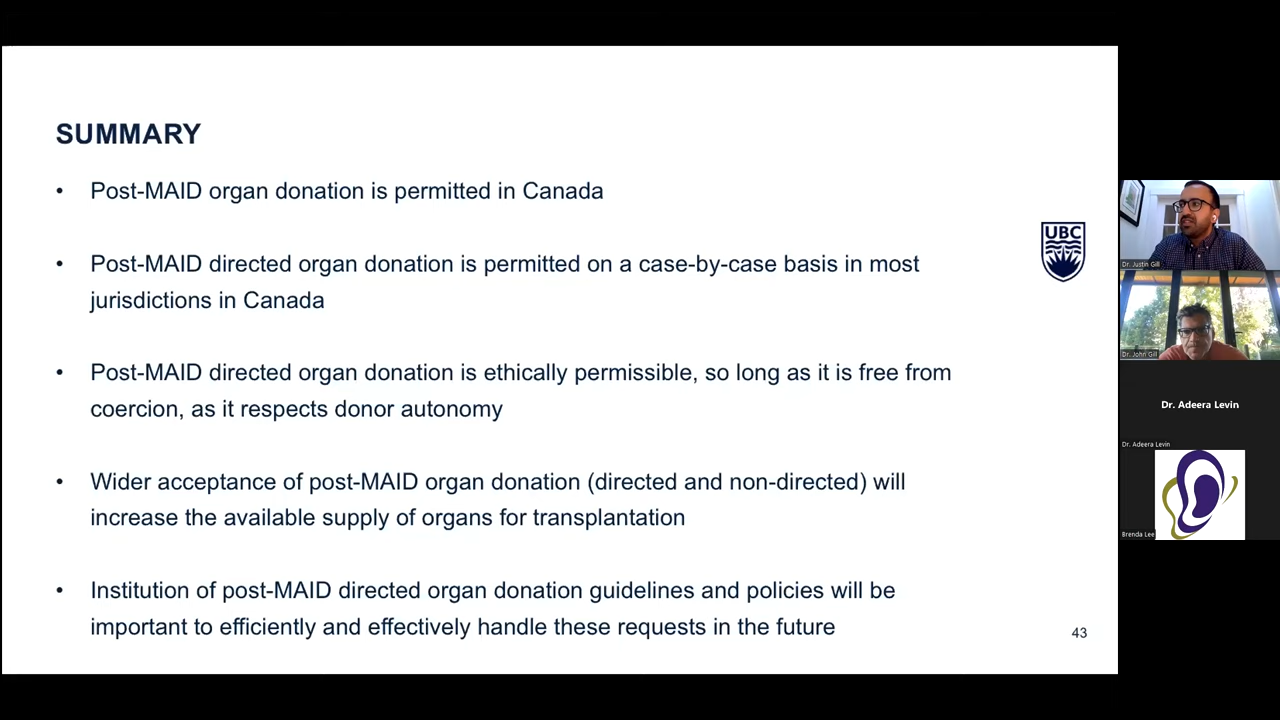 SUMMARY
• Post-MAID organ donation is permitted in Canada
• Post-MAID directed organ donation is permitted on a case-by-case basis in most
jurisdictions in Canada
• Post-MAID directed organ donation is ethically permissible, so long as it is free from
coercion, as it respects donor autonomy
• Wider acceptance of post-MAID organ donation (directed and non-directed) will
increase the available supply of organs for transplantation
• Institution of post-MAID directed organ donation guidelines and policies will be
important to efficiently and effectively handle these requests in the future
43
UBC
Dr. Justin Gill
Dr. John Gill
Dr. Adeera Levin
Dr. Adeera Levin
Brenda Lee